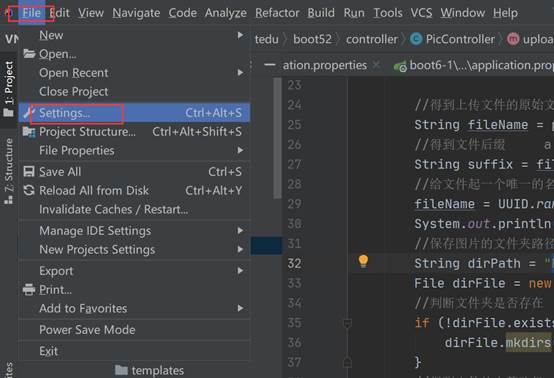 File Edit View Navigate Code Analyze Refactor Build Run Tools VCS Window Help
tedu boot52 controller PicController m
ation.properties boot6-1\...\application.prop
1: Project
7: Structure
New
Open...
Open Recent
Close Project
Settings... Ctrl+Alt+S
Project Structure... Ctrl+Alt+Shift+S
File Properties
Save All Ctrl+S
Reload All from Disk Ctrl+Alt+Y
Invalidate Caches / Restart...
Manage IDE Settings
New Projects Settings
Export
Print...
Add to Favorites
Power Save Mode
Exit
templates
23
24 //得到上传文件的原始文
25 String fileName = p
26 //得到文件后缀 a
27 String suffix = fil
28 //给文件起一个唯一的名
29 fileName = UUID.ran
30 System.out.println
31 //保存图片的文件夹路径
32 String dirPath = "
33 File dirFile = new
34 //判断文件夹是否存在
35 if (!dirFile.exists
36 dirFile.mkdirs
37 }